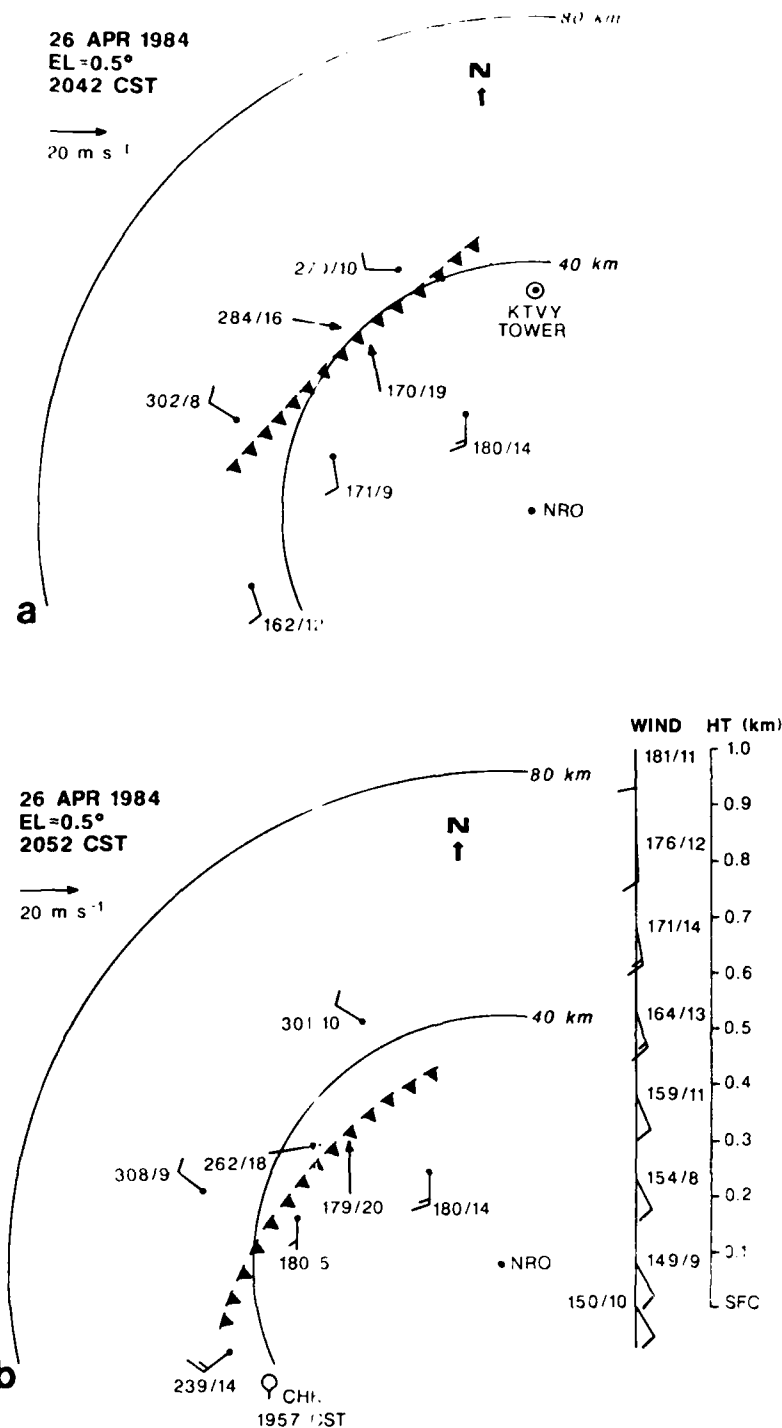 26 APR 1984
EL=0.5°
2042 CST
20 m s⁻¹
80 km
N
40 km
KTVY
TOWER
284/16
302/8
170/19
180/14
171/9
NRO
a
WIND HT (km)
26 APR 1984
EL=0.5°
2052 CST
20 m s⁻¹
80 km
N
40 km
262/18
308/9
179/20
180/14
NRO
239/14
1957
b
181/11
176/12
171/14
164/13
159/11
154/8
149/9
150/10
1.0
0.9
0.8
0.7
0.6
0.5
0.4
0.3
0.2
SFC